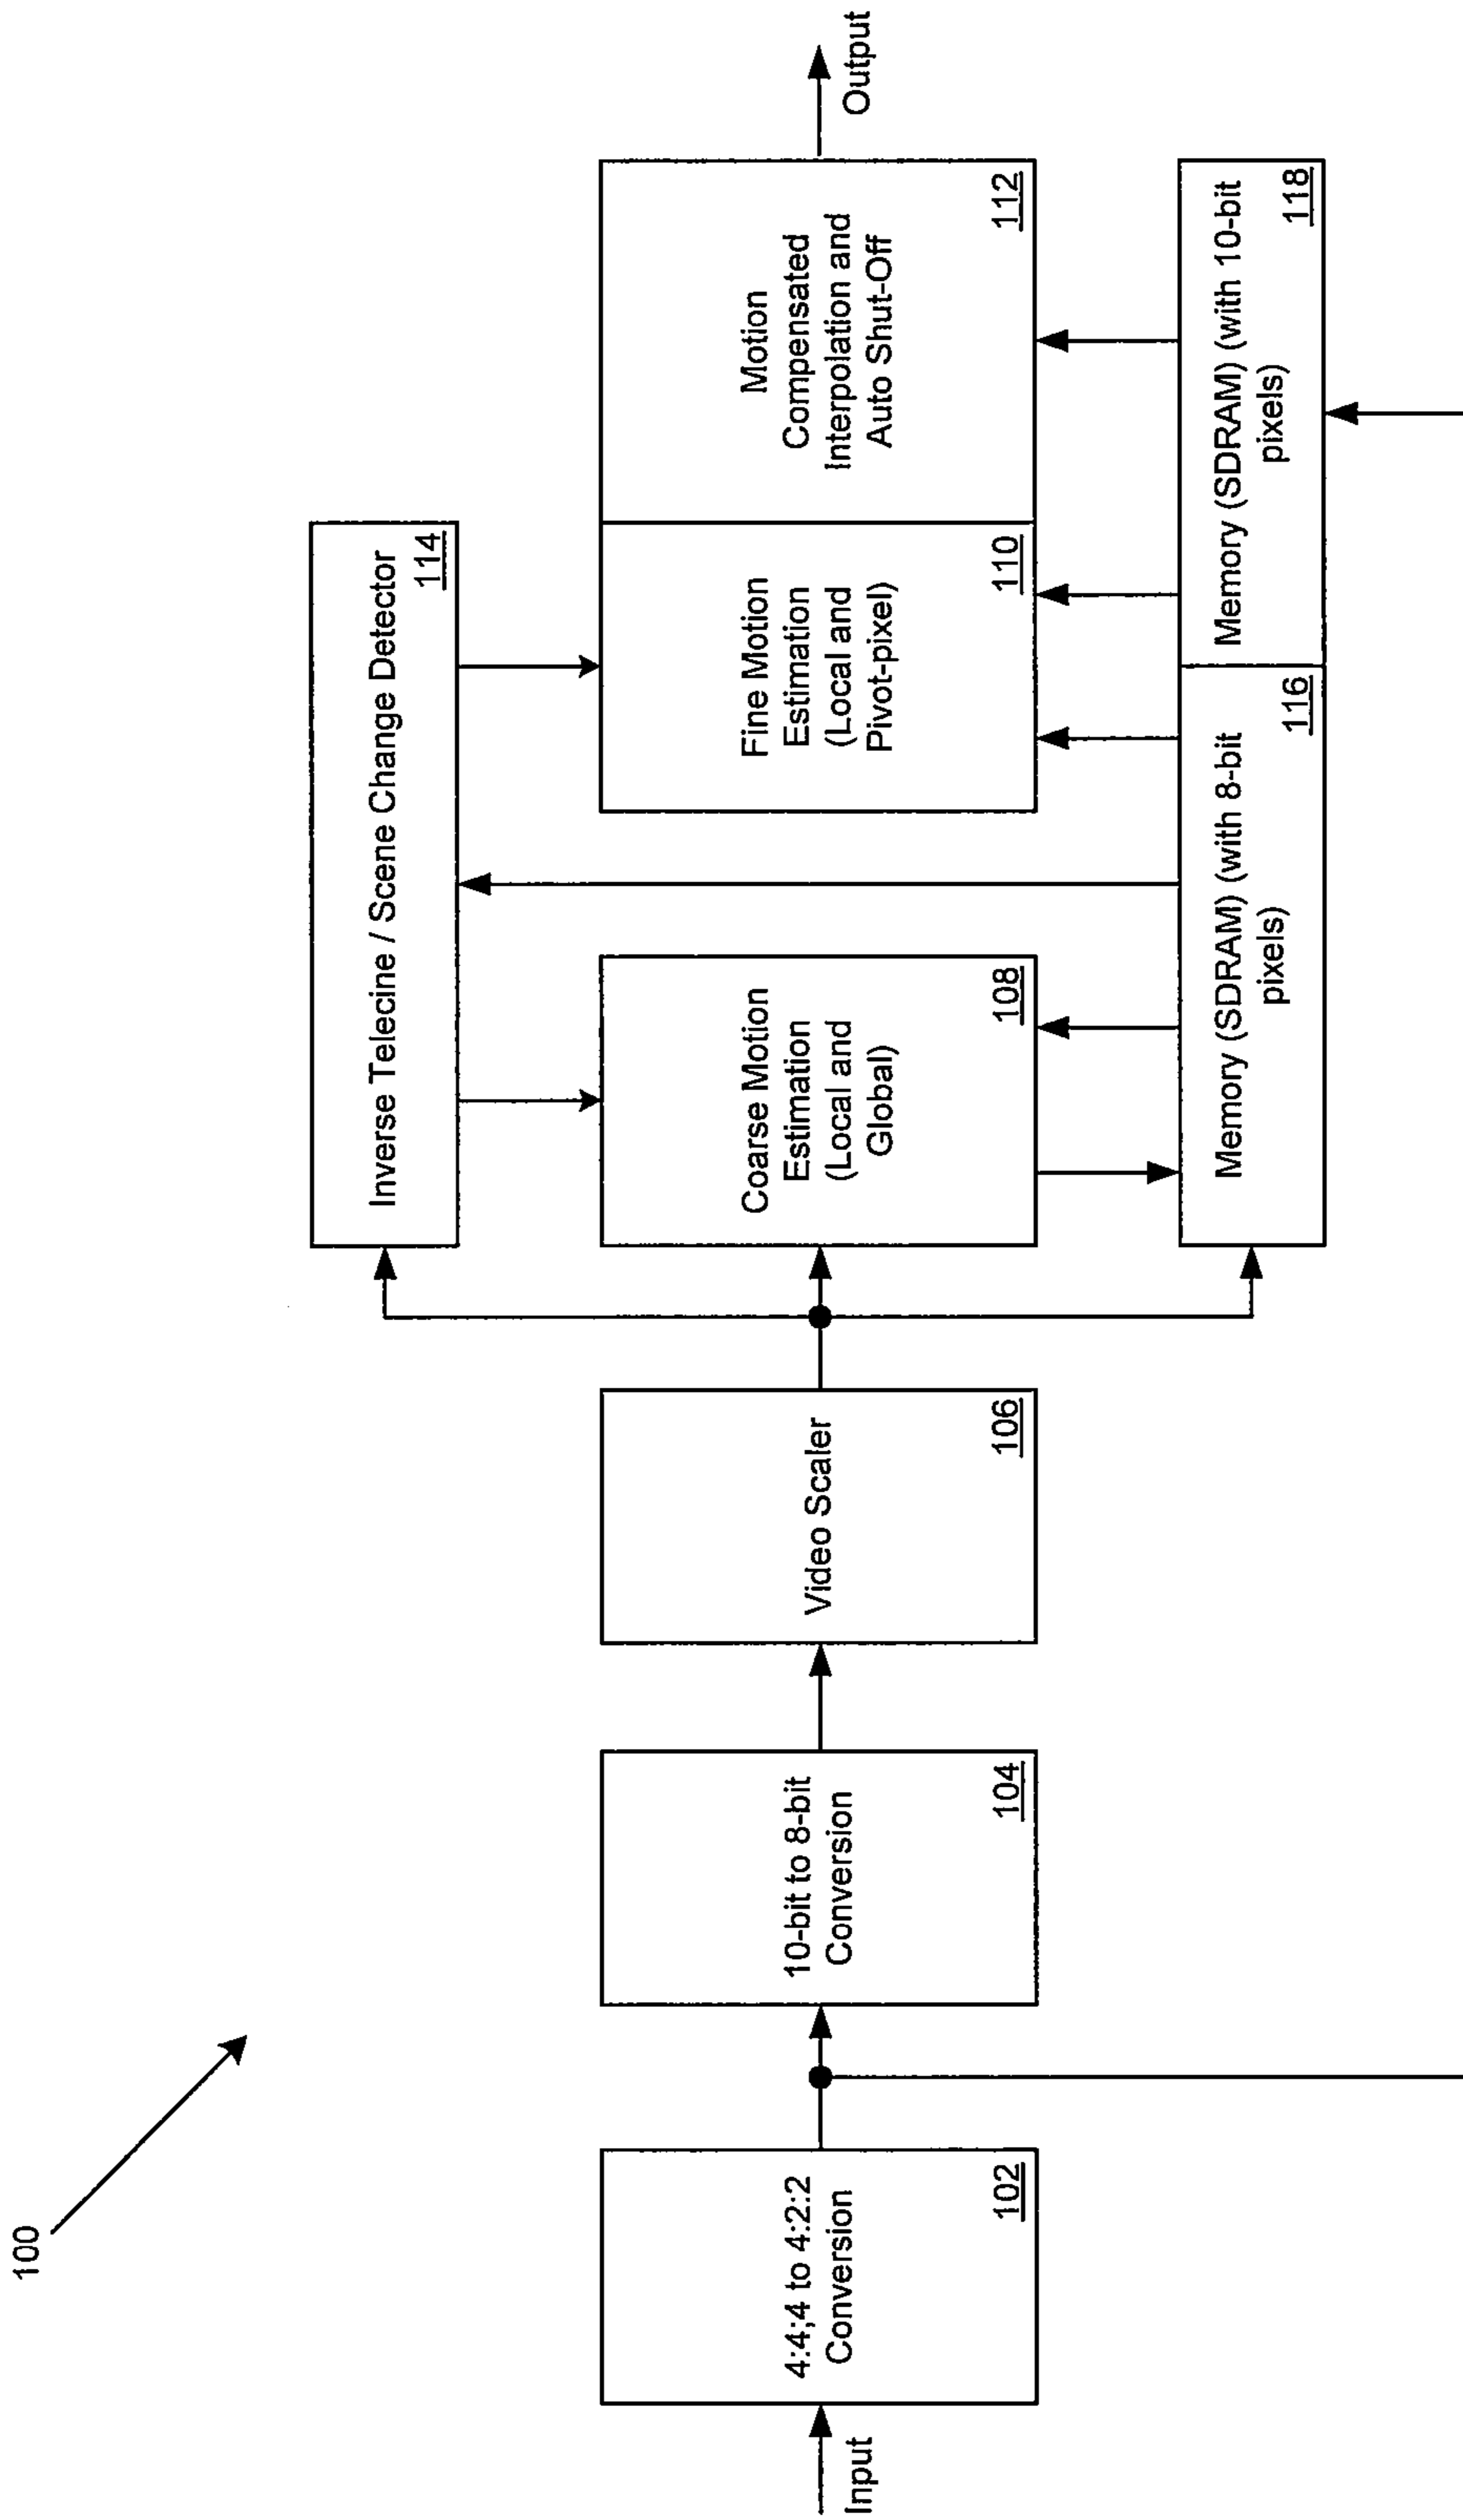 100
Input
4:4;4 to 4:2:2
Conversion
102
10-bit to 8-bit
Conversion
104
Video Scaler
106
Inverse Telecine / Scene Change Detector
114
Coarse Motion
Estimation
(Local and
Global)
108
Fine Motion
Estimation
(Local and
Pivot-pixel)
110
Motion
Compensated
Interpolation and
Auto Shut-Off
112
Output
Memory (SDRAM) (with 8-bit
pixels)
116
Memory (SDRAM) (with 10-bit
pixels)
118